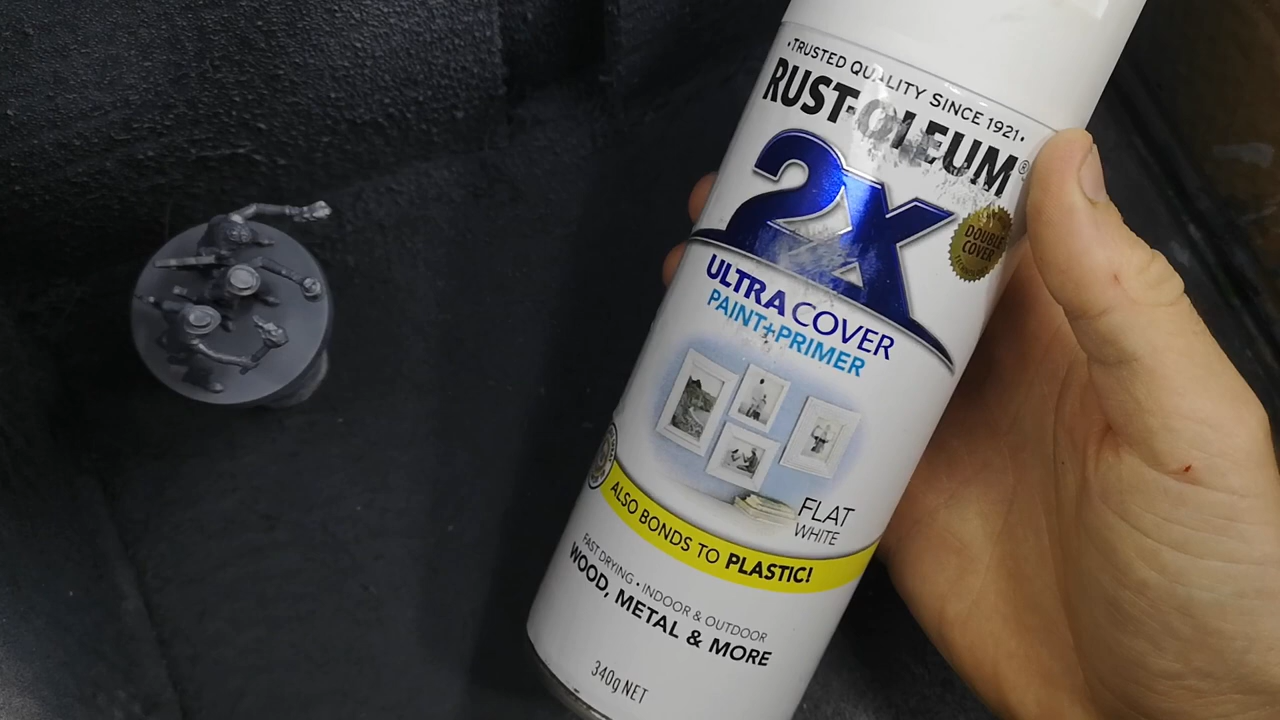 •TRUSTED QUALITY SINCE 1921•
RUST-OLEUM®
2X
DOUBLE
COVER
ULTRA COVER
PAINT+PRIMER
FLAT
WHITE
ALSO BONDS TO PLASTIC!
FAST DRYING • INDOOR & OUTDOOR
WOOD, METAL & MORE
340g NET